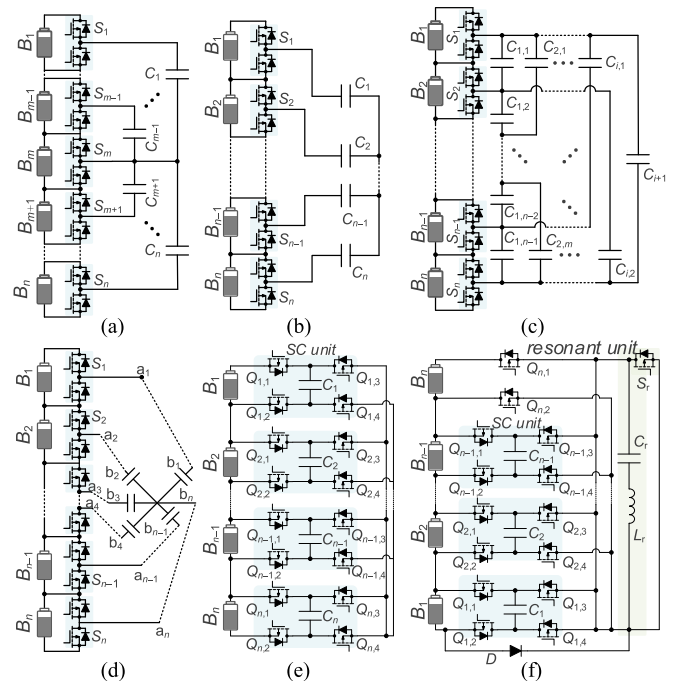 B1
S1
C1
Bm–1
Sm–1
Cm–1
Bm
Sm
Cm+1
Bm+1
Sm+1
Cn
Bn
Sn
(a)
B1
S1
C1
B2
S2
C2
Bn–1
Cn–1
Sn–1
Cn
Bn
Sn
(b)
B1
S1
C1,1
C2,1
Ci,1
B2
S2
C1,2
Ci+1
C1,n–2
Bn–1
Sn–1
C1,n–1
C2,m
Ci,2
Bn
Sn
(c)
B1
S1
a1
B2
S2
a2
b1
b2
a3
b3
bn
a4
b4
bn–1
Bn–1
Sn–1
an–1
Bn
Sn
an
(d)
SC unit
B1
Q1,1
C1
Q1,3
Q1,2
Q1,4
B2
Q2,1
C2
Q2,3
Q2,2
Q2,4
Bn–1
Qn–1,1
Cn–1
Qn–1,3
Qn–1,2
Qn–1,4
Bn
Qn,1
Cn
Qn,3
Qn,2
Qn,4
(e)
resonant unit
Bn
Qn,1
Sr
Qn,2
SC unit
Cr
Bn–1
Qn–1,1
Cn–1
Qn–1,3
Qn–1,2
Qn–1,4
Lr
B2
Q2,1
C2
Q2,3
Q2,2
Q2,4
B1
Q1,1
C1
Q1,3
Q1,2
Q1,4
D
(f)